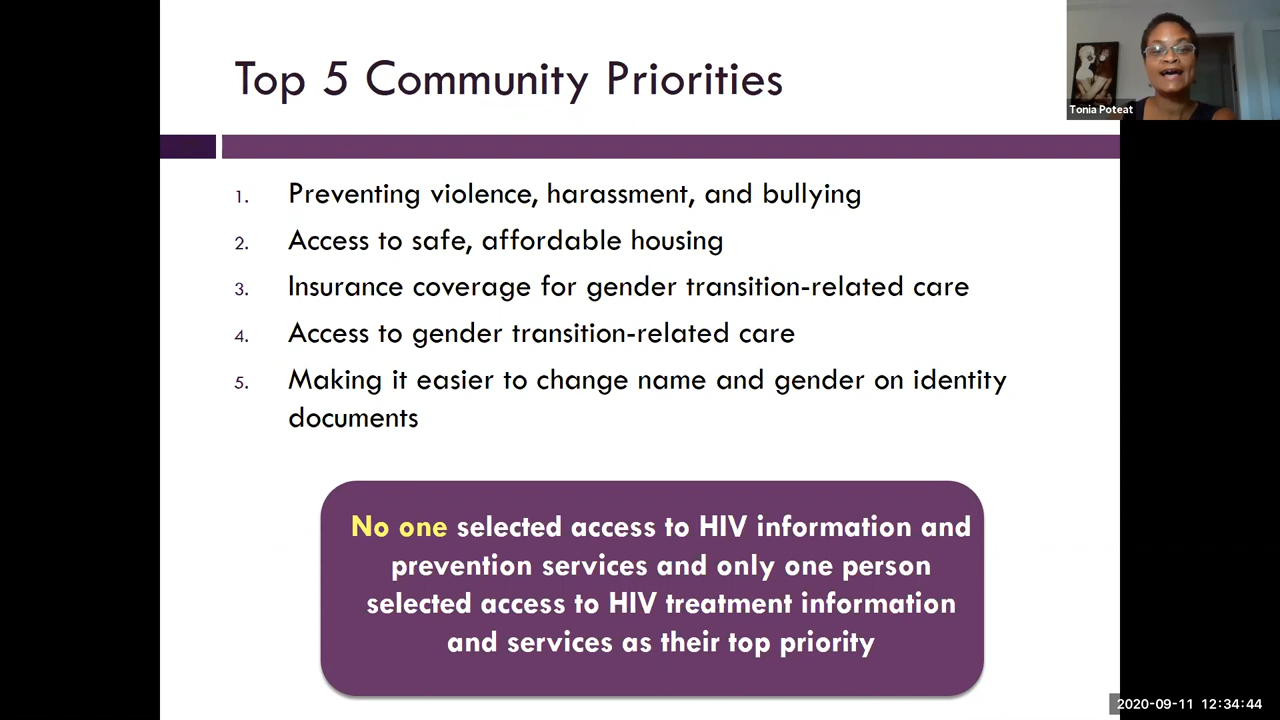 Top 5 Community Priorities
Tonia Poteat
1. Preventing violence, harassment, and bullying
2. Access to safe, affordable housing
3. Insurance coverage for gender transition-related care
4. Access to gender transition-related care
5. Making it easier to change name and gender on identity
documents
No one selected access to HIV information and
prevention services and only one person
selected access to HIV treatment information
and services as their top priority
2020-09-11 12:34:44